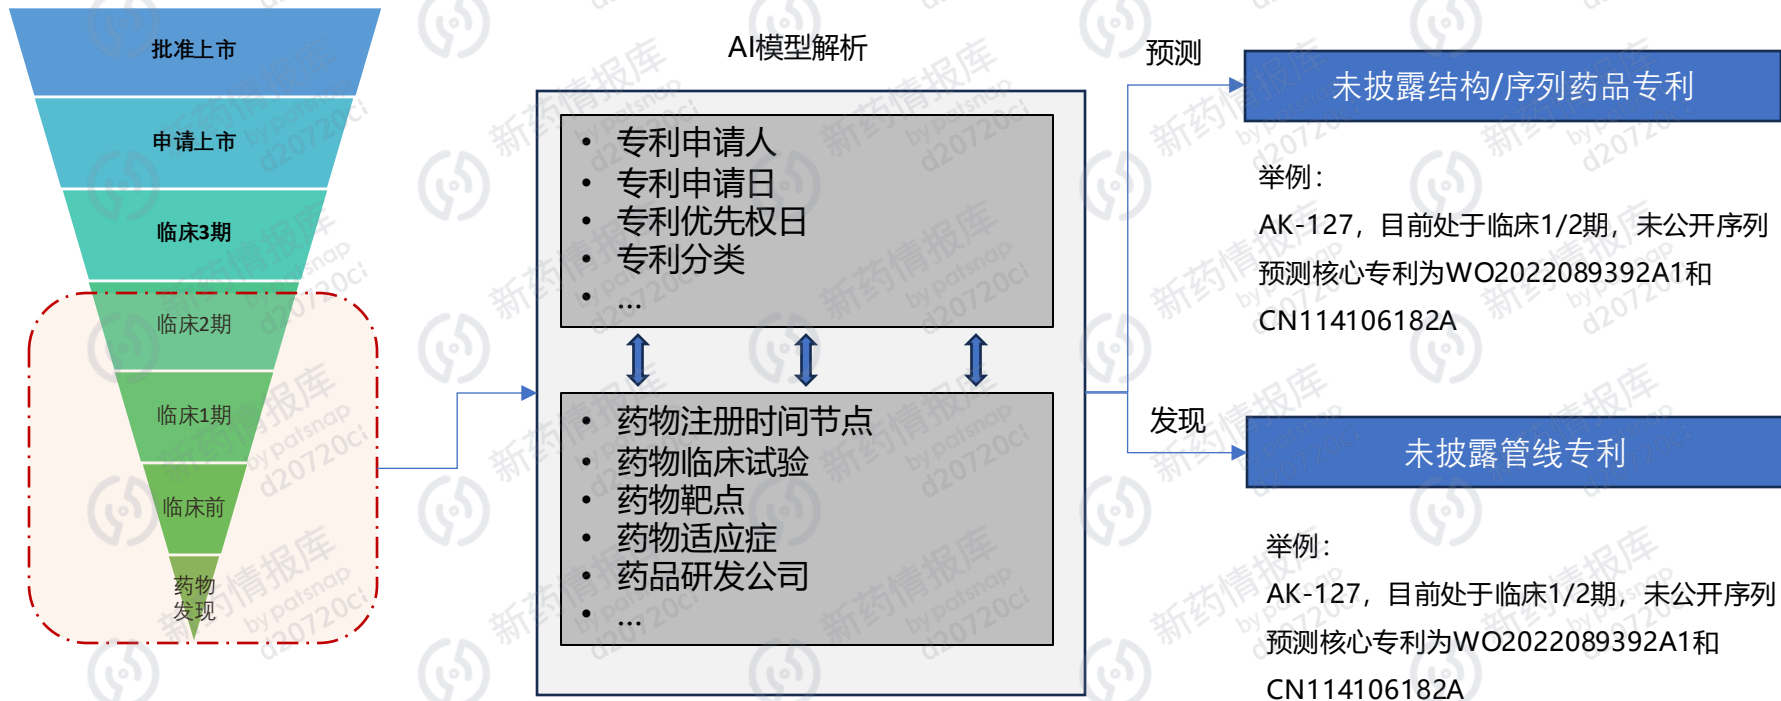 批准上市
申请上市
临床3期
临床2期
临床1期
临床前
药物
发现
AI模型解析
• 专利申请人
• 专利申请日
• 专利优先权日
• 专利分类
• ...
• 药物注册时间节点
• 药物临床试验
• 药物靶点
• 药物适应症
• 药品研发公司
• ...
预测
未披露结构/序列药品专利
举例：
AK-127，目前处于临床1/2期，未公开序列
预测核心专利为WO2022089392A1和
CN114106182A
发现
未披露管线专利
举例：
AK-127，目前处于临床1/2期，未公开序列
预测核心专利为WO2022089392A1和
CN114106182A
新药情报库
by patsnap
d20720ci